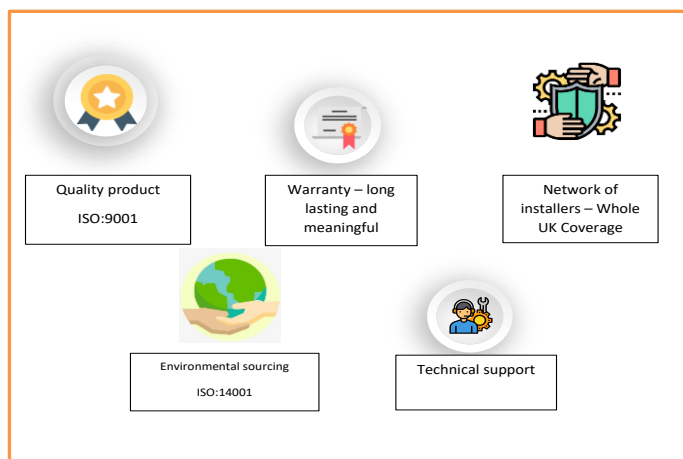 Quality product
ISO:9001
Warranty – long
lasting and
meaningful
Network of
installers – Whole
UK Coverage
Environmental sourcing
ISO:14001
Technical support